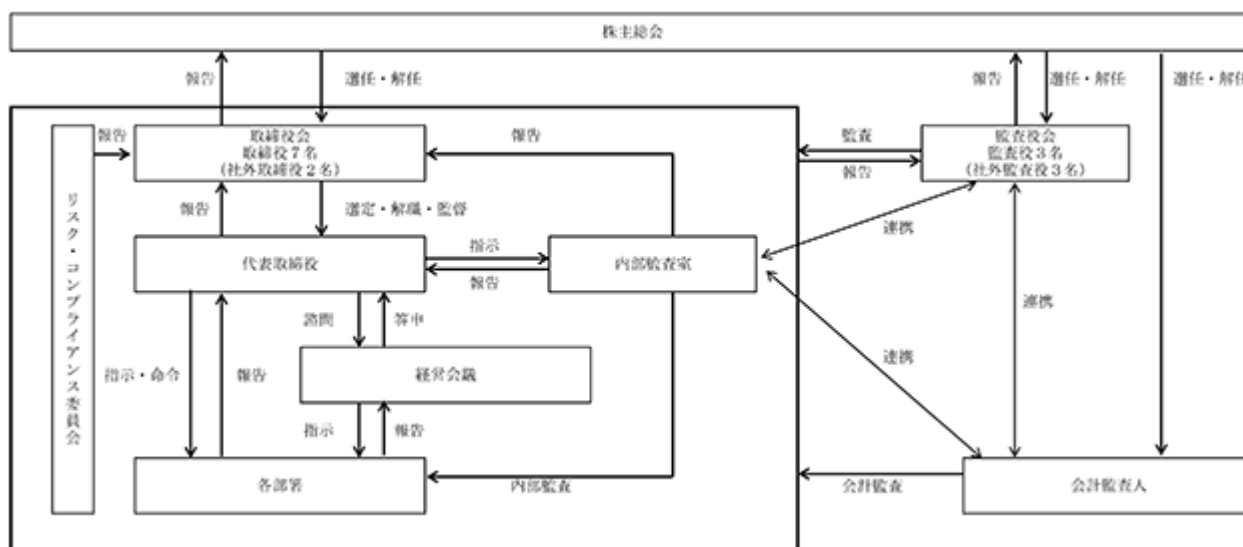 株主総会
報告
選任・解任
報告
選任・解任
選任・解任
報告
取締役会
取締役7名
(社外取締役2名)
報告
監査
報告
監査役会
監査役3名
(社外監査役3名)
リスク・コンプライアンス委員会
報告
選定・解職・監督
連携
代表取締役
指示
報告
内部監査室
諮問
答申
連携
連携
指示・命令
報告
経営会議
指示
報告
各部署
内部監査
会計監査
会計監査人